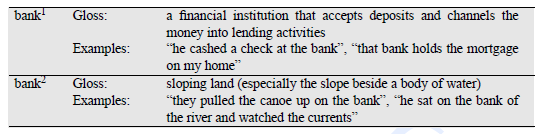 bank¹ Gloss: a financial institution that accepts deposits and channels the
money into lending activities
Examples: “he cashed a check at the bank”, “that bank holds the mortgage
on my home”
bank² Gloss: sloping land (especially the slope beside a body of water)
Examples: “they pulled the canoe up on the bank”, “he sat on the bank of
the river and watched the currents”